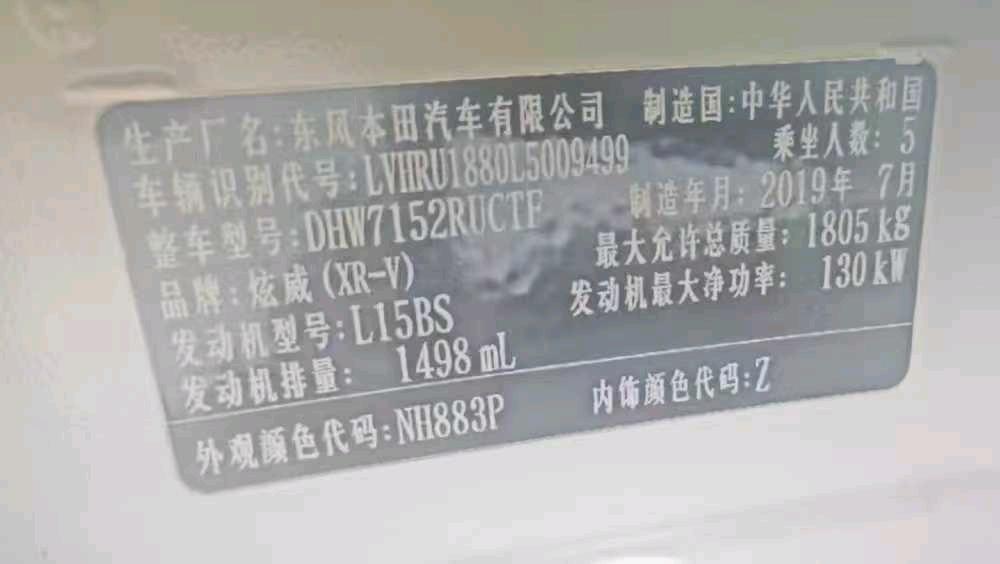 生产厂名:东风本田汽车有限公司 制造国:中华人民共和国
车辆识别代号:LVHRU1880L5009499 乘坐人数:5
整车型号:DHW7152RUCTF 制造年月:2019年 7月
品牌:炫威(XR-V) 最大允许总质量:1805kg
发动机型号:L15BS 发动机最大净功率: 130kW
发动机排量: 1498mL
外观颜色代码:NH883P 内饰颜色代码:Z